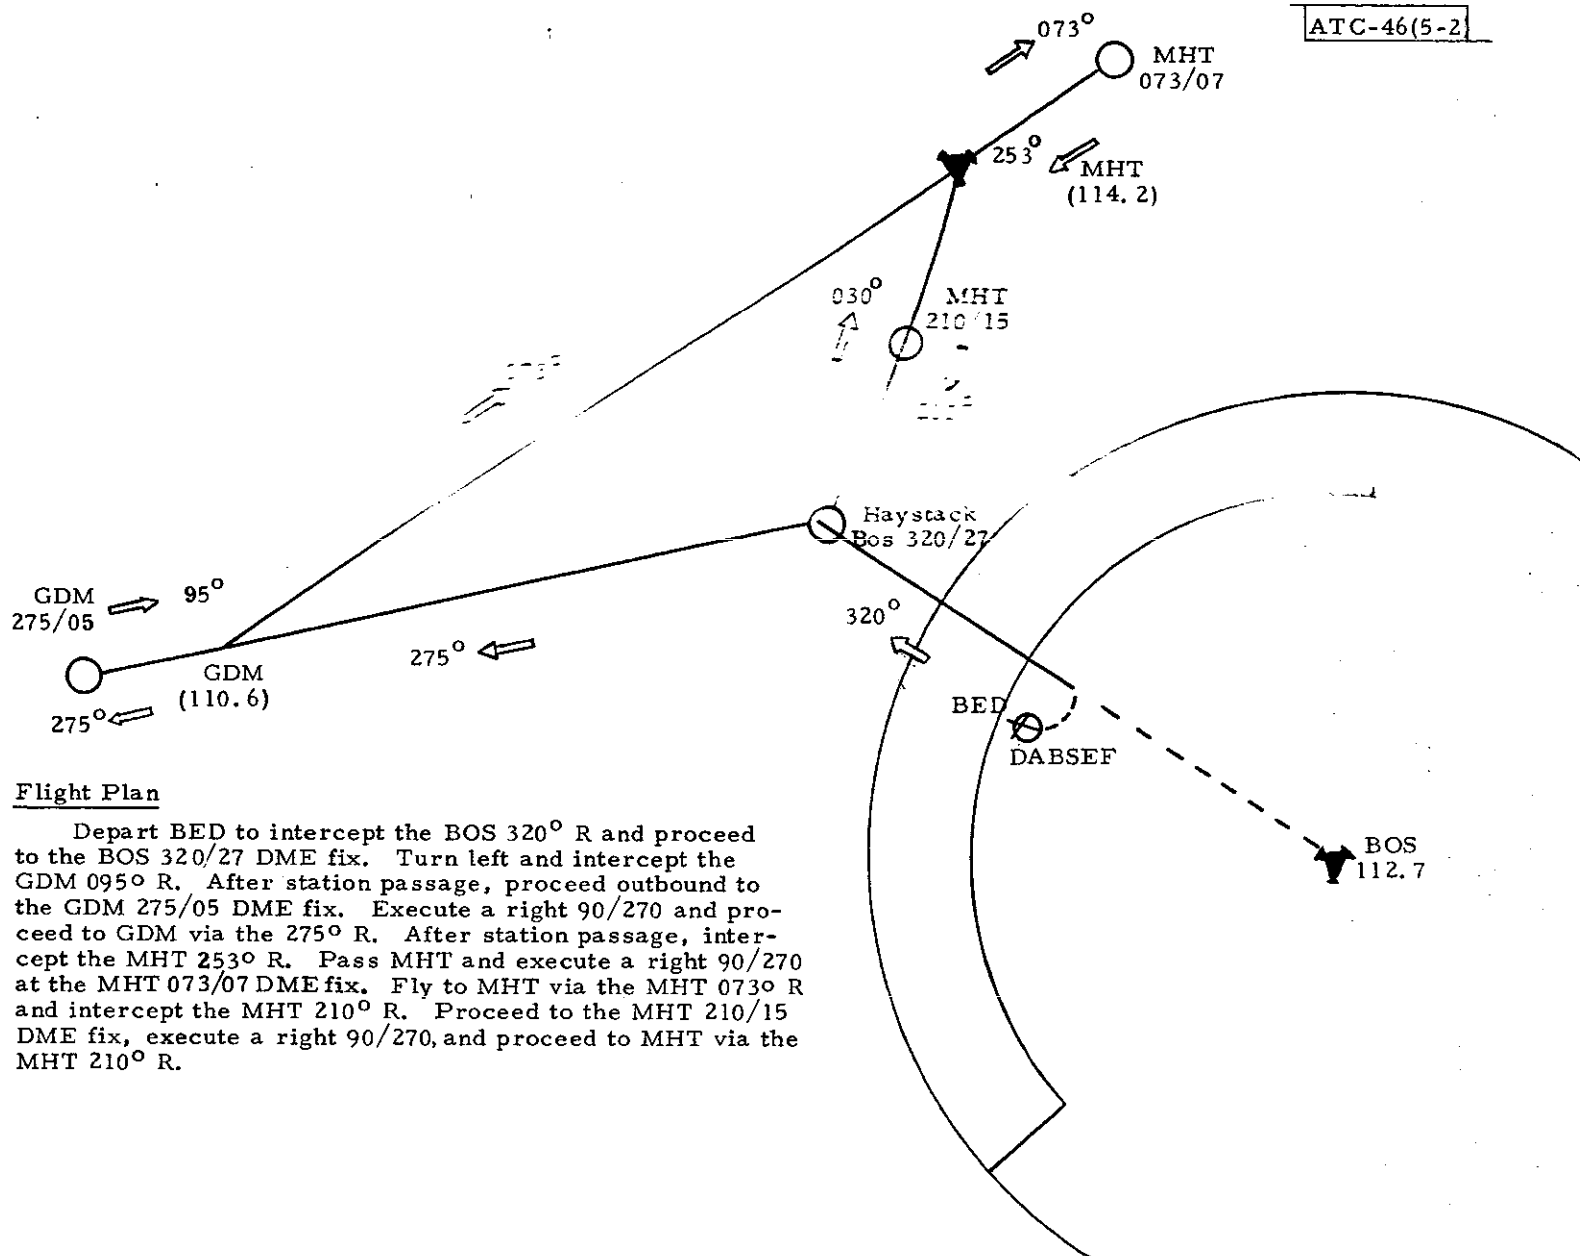 ATC-46(5-2)
073°
MHT
073/07
253°
MHT
(114.2)
030°
MHT
210/15
Haystack
Bos 320/27
GDM
275/05
95°
320°
275°
GDM
(110.6)
275°
BED
DABSEF
BOS
112.7
Flight Plan
Depart BED to intercept the BOS 320° R and proceed
to the BOS 320/27 DME fix. Turn left and intercept the
GDM 095° R. After station passage, proceed outbound to
the GDM 275/05 DME fix. Execute a right 90/270 and pro-
ceed to GDM via the 275° R. After station passage, inter-
cept the MHT 253° R. Pass MHT and execute a right 90/270
at the MHT 073/07 DME fix. Fly to MHT via the MHT 073° R
and intercept the MHT 210° R. Proceed to the MHT 210/15
DME fix, execute a right 90/270, and proceed to MHT via the
MHT 210° R.